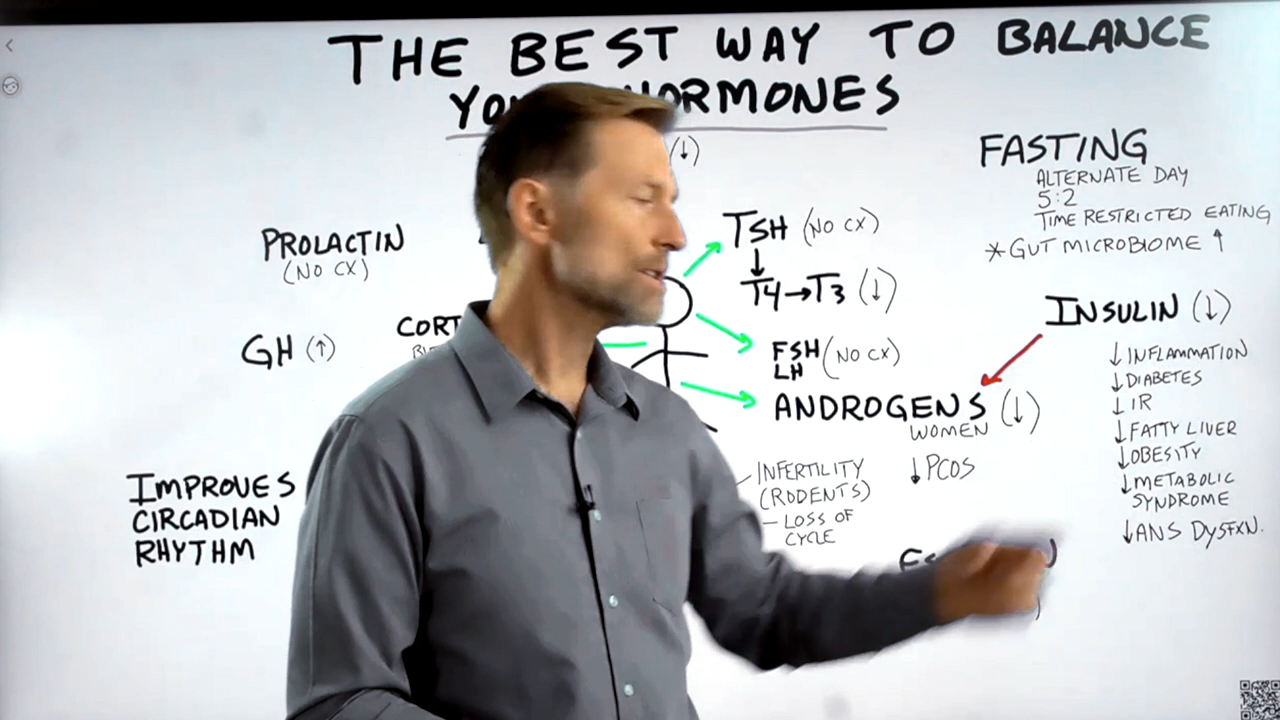 THE BEST WAY TO BALANCE
HORMONES
(↓)
FASTING
ALTERNATE DAY
5:2
TIME RESTRICTED EATING
* GUT MICROBIOME ↑
PROLACTIN
(NO CX)
TSH (NO CX)
↓
T4→T3 (↓)
INSULIN (↓)
↓ INFLAMMATION
↓ DIABETES
↓ IR
↓ FATTY LIVER
↓ OBESITY
↓ METABOLIC
SYNDROME
↓ ANS DYSFXN.
GH (↑)
CORT
FSH (NO CX)
LH
ANDROGENS (↓)
WOMEN
↓ PCOS
INFERTILITY
(RODENTS)
– LOSS OF
CYCLE
IMPROVES
CIRCADIAN
RHYTHM